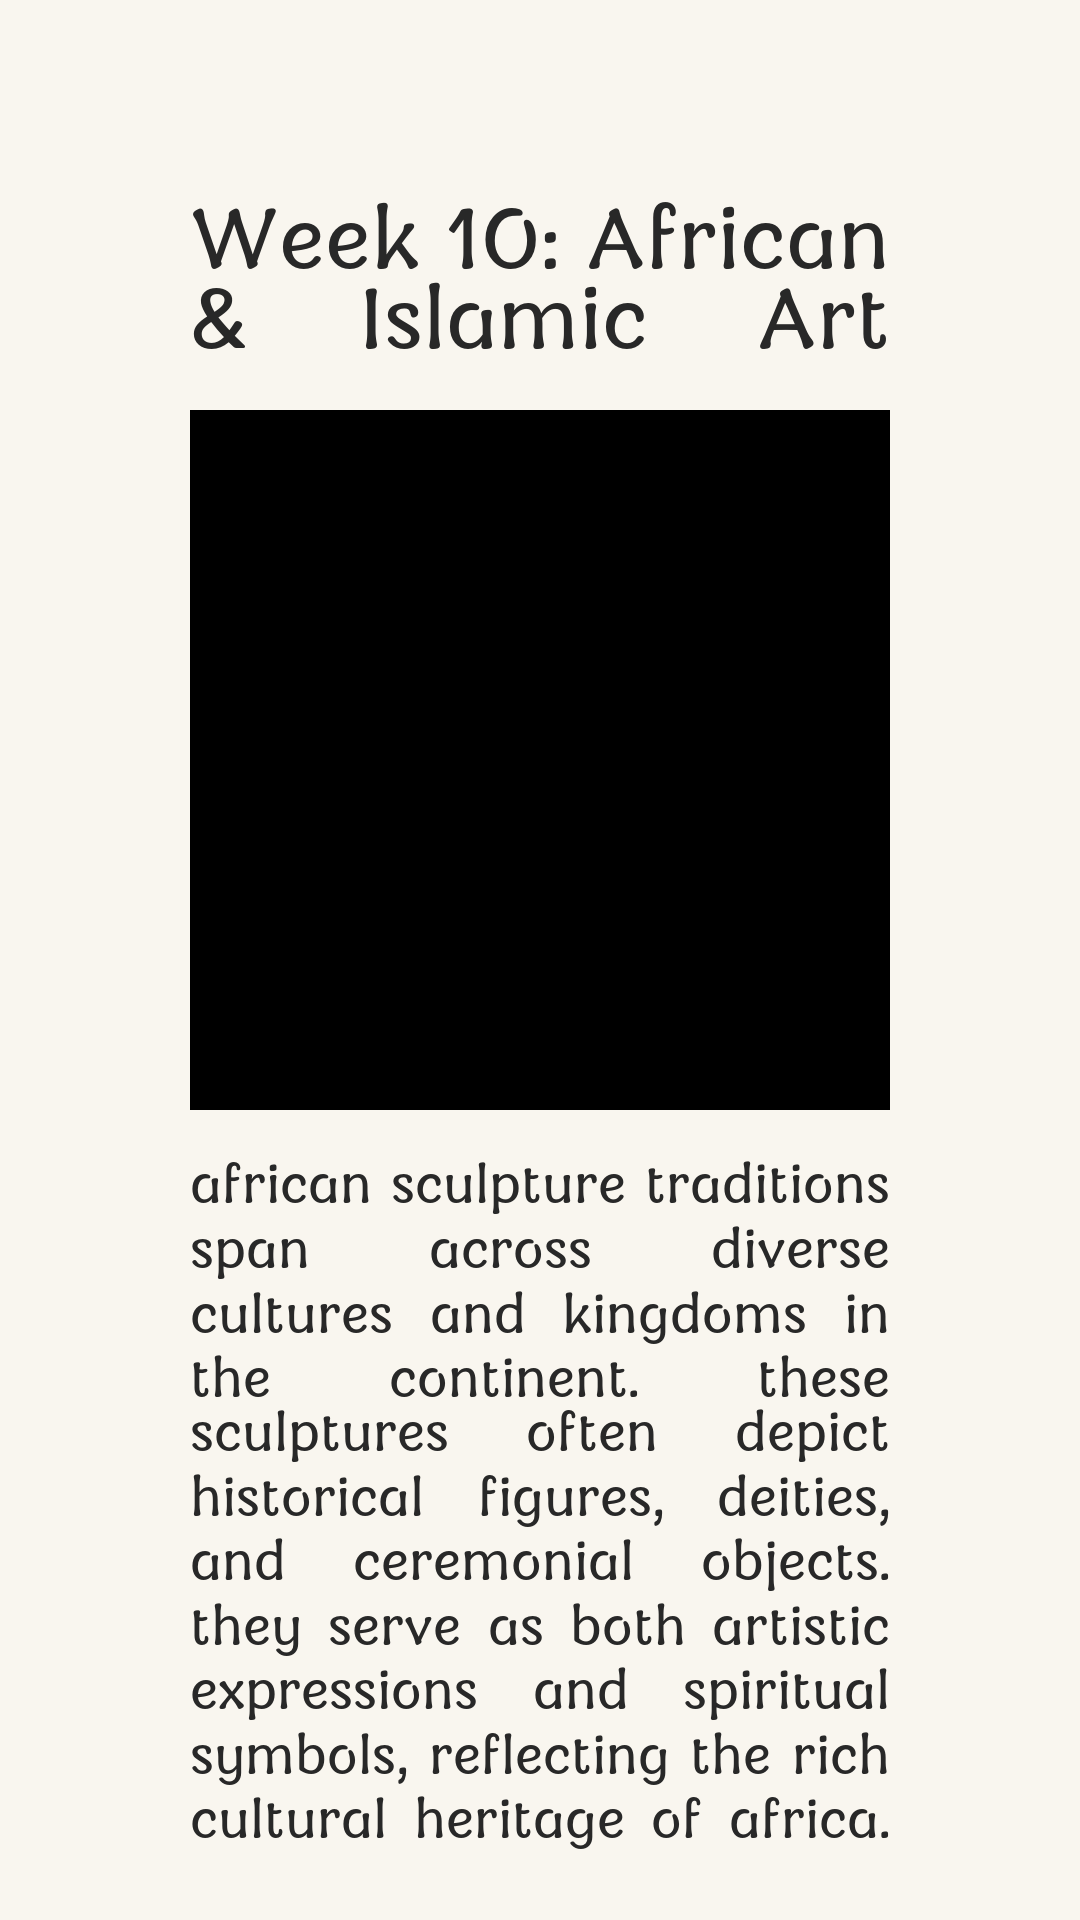 Week 10: African
& Islamic Art
african sculpture traditions
span across diverse
cultures and kingdoms in
the continent. these
sculptures often depict
historical figures, deities,
and ceremonial objects.
they serve as both artistic
expressions and spiritual
symbols, reflecting the rich
cultural heritage of africa.